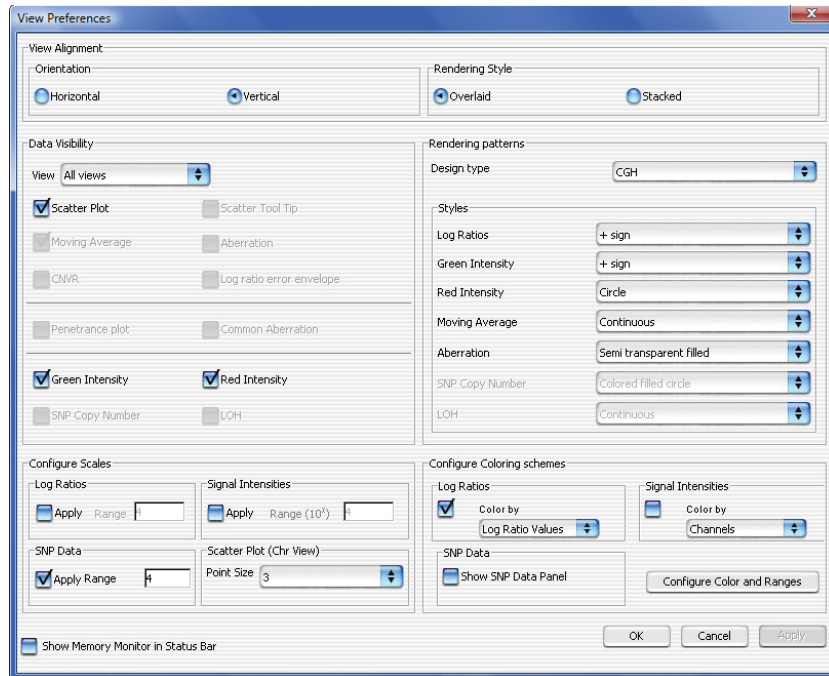 View Preferences
View Alignment
Orientation
Horizontal
Vertical
Rendering Style
Overlaid
Stacked
Data Visibility
View All views
Scatter Plot
Scatter Tool Tip
Moving Average
Aberration
CNVR
Log ratio error envelope
Penetrance plot
Common Aberration
Green Intensity
Red Intensity
SNP Copy Number
LOH
Rendering patterns
Design type CGH
Styles
Log Ratios + sign
Green Intensity + sign
Red Intensity Circle
Moving Average Continuous
Aberration Semi transparent filled
SNP Copy Number Colored filled circle
LOH Continuous
Configure Scales
Log Ratios
Apply Range 4
Signal Intensities
Apply Range (10ˣ) 4
SNP Data
Apply Range 4
Scatter Plot (Chr View)
Point Size 3
Configure Coloring schemes
Log Ratios
Color by
Log Ratio Values
Signal Intensities
Color by
Channels
SNP Data
Show SNP Data Panel
Configure Color and Ranges
Show Memory Monitor in Status Bar
OK Cancel Apply